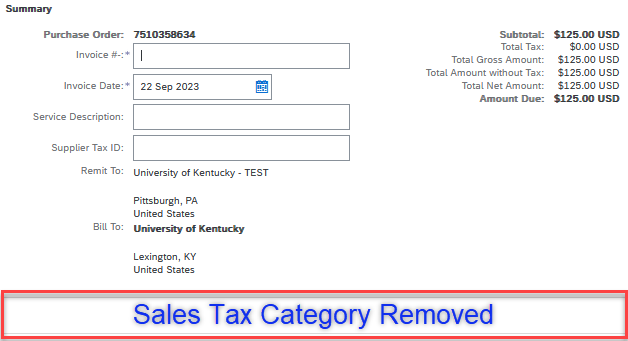 Summary
Purchase Order: 7510358634
Invoice #-:*
Invoice Date:* 22 Sep 2023
Service Description:
Supplier Tax ID:
Remit To: University of Kentucky - TEST
Pittsburgh, PA
United States
Bill To: University of Kentucky
Lexington, KY
United States
Subtotal: $125.00 USD
Total Tax: $0.00 USD
Total Gross Amount: $125.00 USD
Total Amount without Tax: $125.00 USD
Total Net Amount: $125.00 USD
Amount Due: $125.00 USD
Sales Tax Category Removed